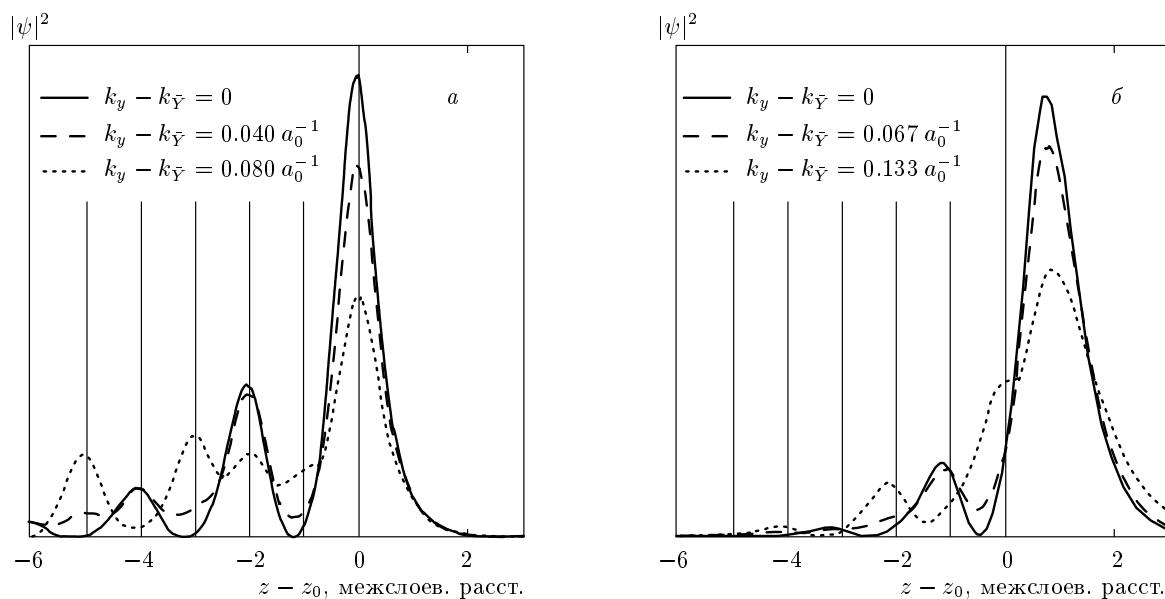 |ψ|²
k_y − k_Ȳ = 0
а
k_y − k_Ȳ = 0.040 a₀⁻¹
k_y − k_Ȳ = 0.080 a₀⁻¹
−6 −4 −2 0 2
z − z₀, межслоев. расст.
|ψ|²
k_y − k_Ȳ = 0
б
k_y − k_Ȳ = 0.067 a₀⁻¹
k_y − k_Ȳ = 0.133 a₀⁻¹
−6 −4 −2 0 2
z − z₀, межслоев. расст.